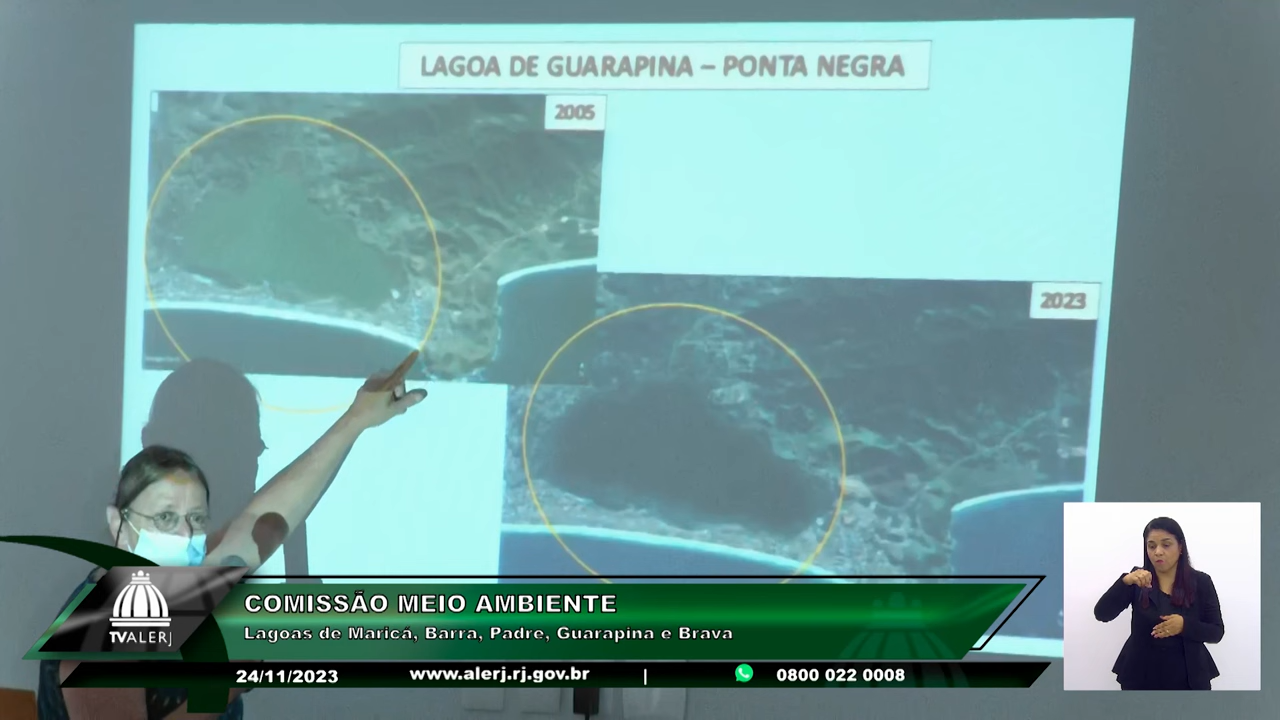 LAGOA DE GUARAPINA – PONTA NEGRA
2005
2023
COMISSÃO MEIO AMBIENTE
Lagoas de Maricá, Barra, Padre, Guarapina e Brava
TVALERJ
24/11/2023 www.alerj.rj.gov.br | 0800 022 0008